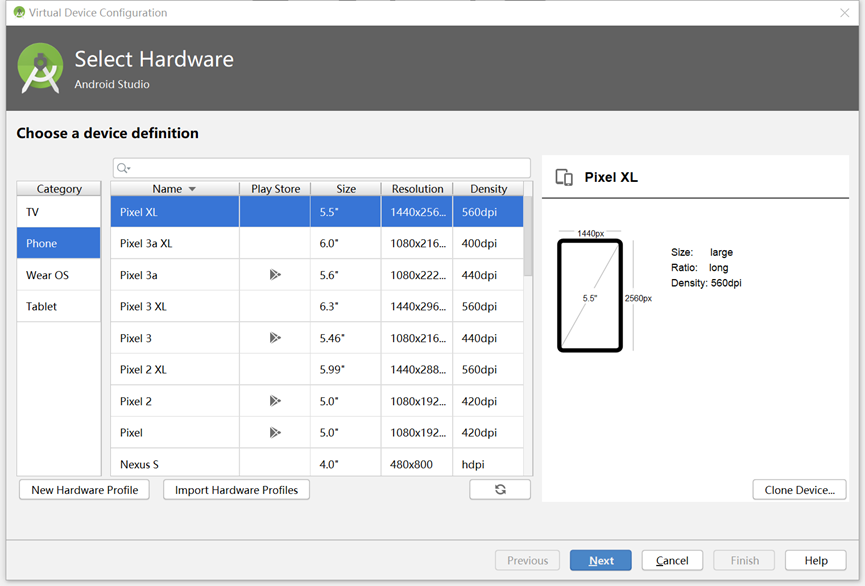 Virtual Device Configuration
Select Hardware
Android Studio
Choose a device definition
Category
TV
Phone
Wear OS
Tablet
Name Play Store Size Resolution Density
Pixel XL 5.5" 1440x256... 560dpi
Pixel 3a XL 6.0" 1080x216... 400dpi
Pixel 3a 5.6" 1080x222... 440dpi
Pixel 3 XL 6.3" 1440x296... 560dpi
Pixel 3 5.46" 1080x216... 440dpi
Pixel 2 XL 5.99" 1440x288... 560dpi
Pixel 2 5.0" 1080x192... 420dpi
Pixel 5.0" 1080x192... 420dpi
Nexus S 4.0" 480x800 hdpi
New Hardware Profile Import Hardware Profiles
Pixel XL
1440px
5.5"
2560px
Size: large
Ratio: long
Density: 560dpi
Clone Device...
Previous Next Cancel Finish Help